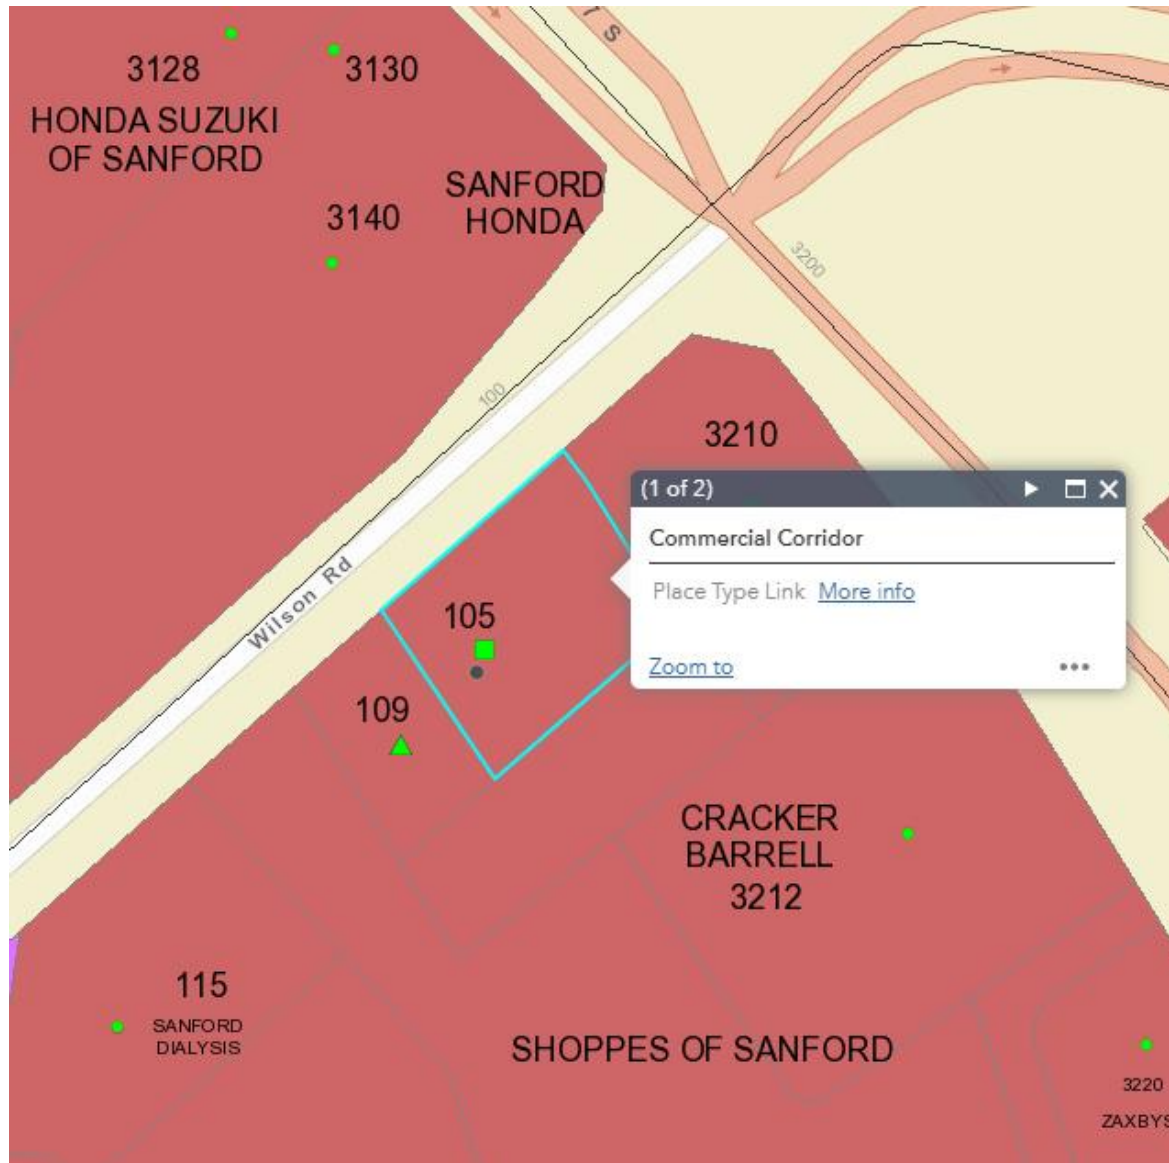 1 S
3128
3130
HONDA SUZUKI
OF SANFORD
SANFORD
HONDA
3140
3200
100
3210
(1 of 2)
Commercial Corridor
Place Type Link More info
Zoom to
Wilson Rd
105
109
CRACKER
BARRELL
3212
115
SANFORD
DIALYSIS
SHOPPES OF SANFORD
3220
ZAXBYS